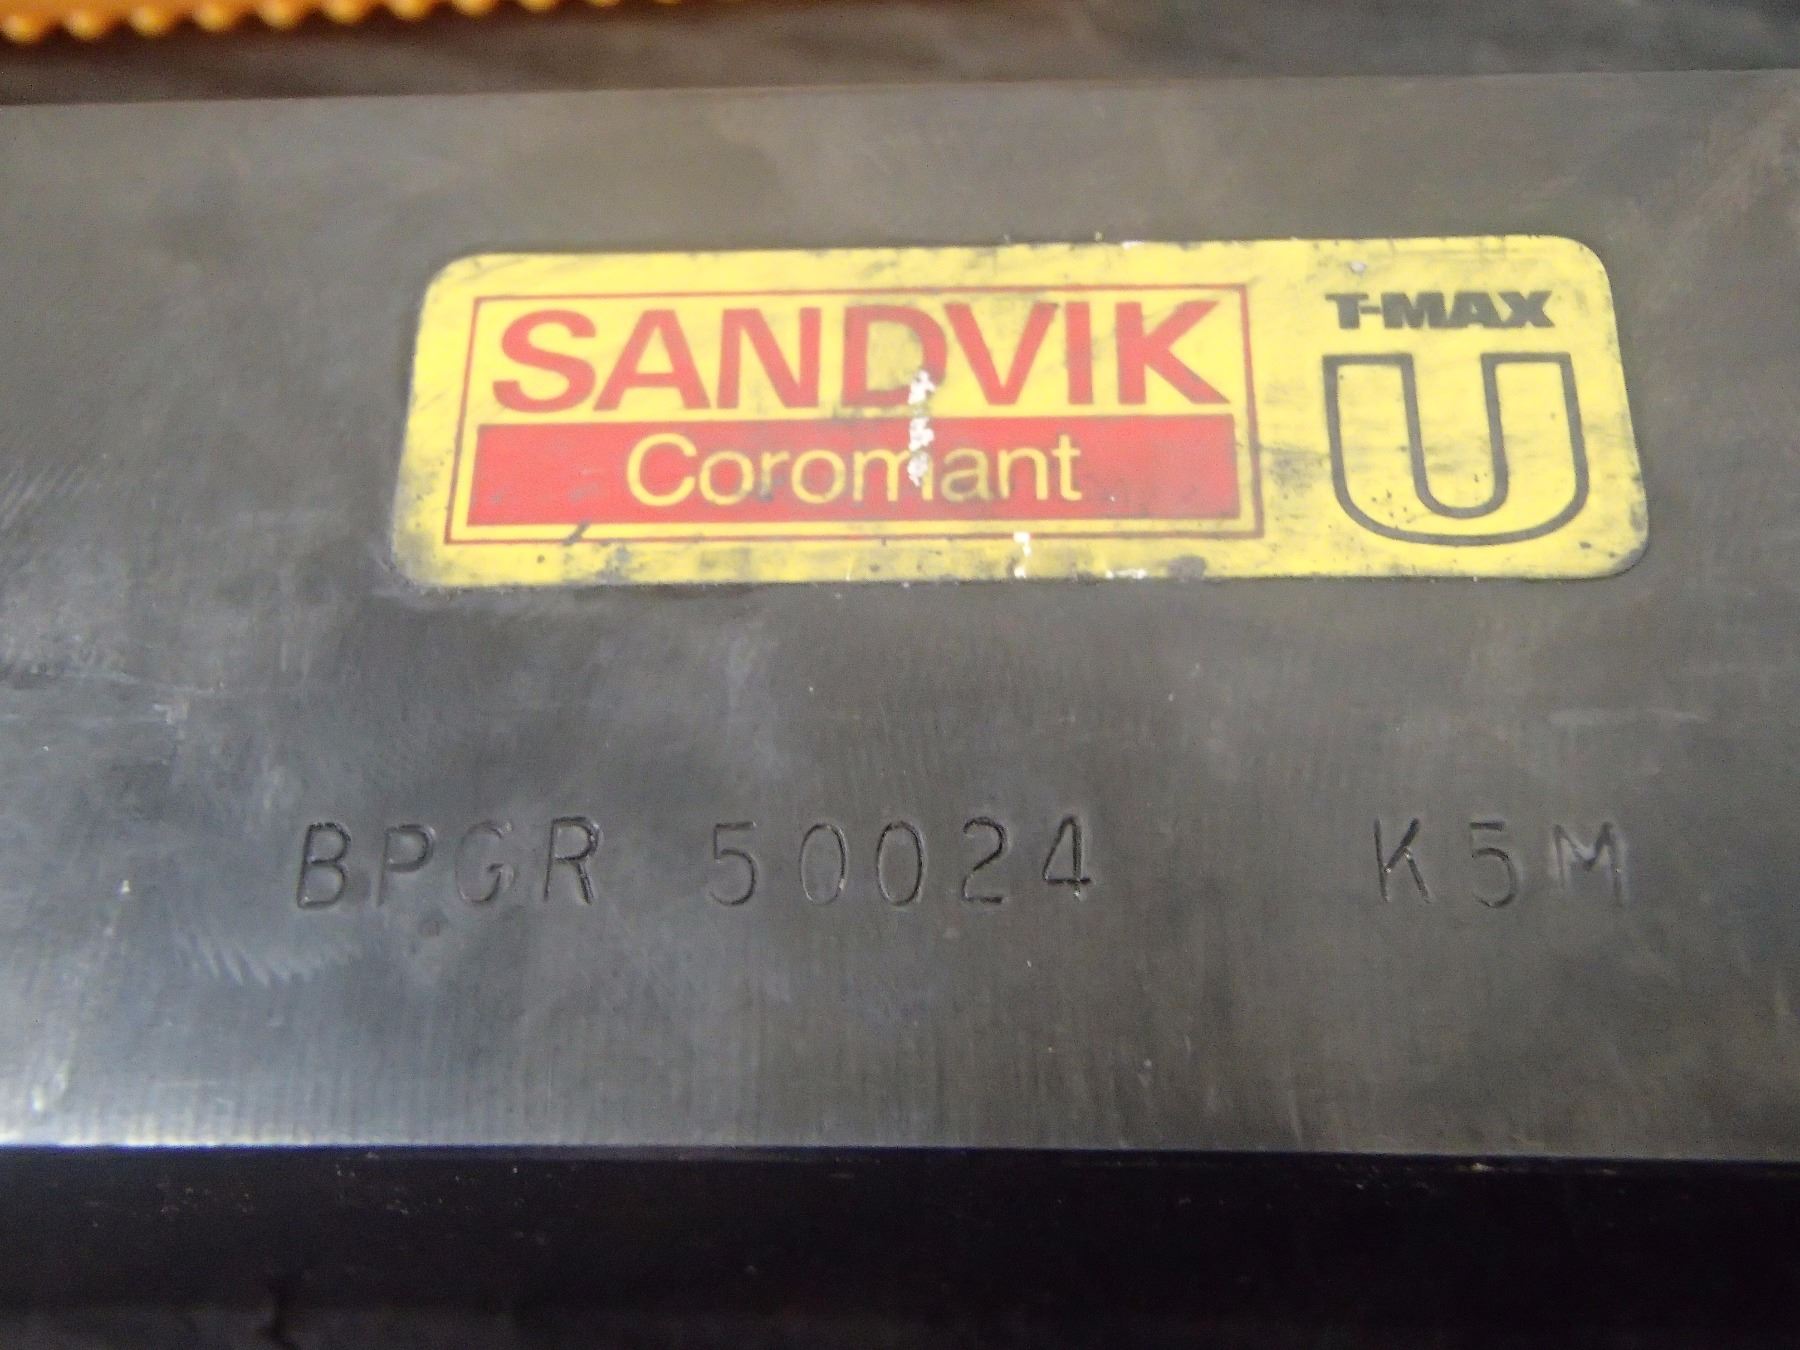 SANDVIK
Coromant
T-MAX
U
BPGR 50024 K5M